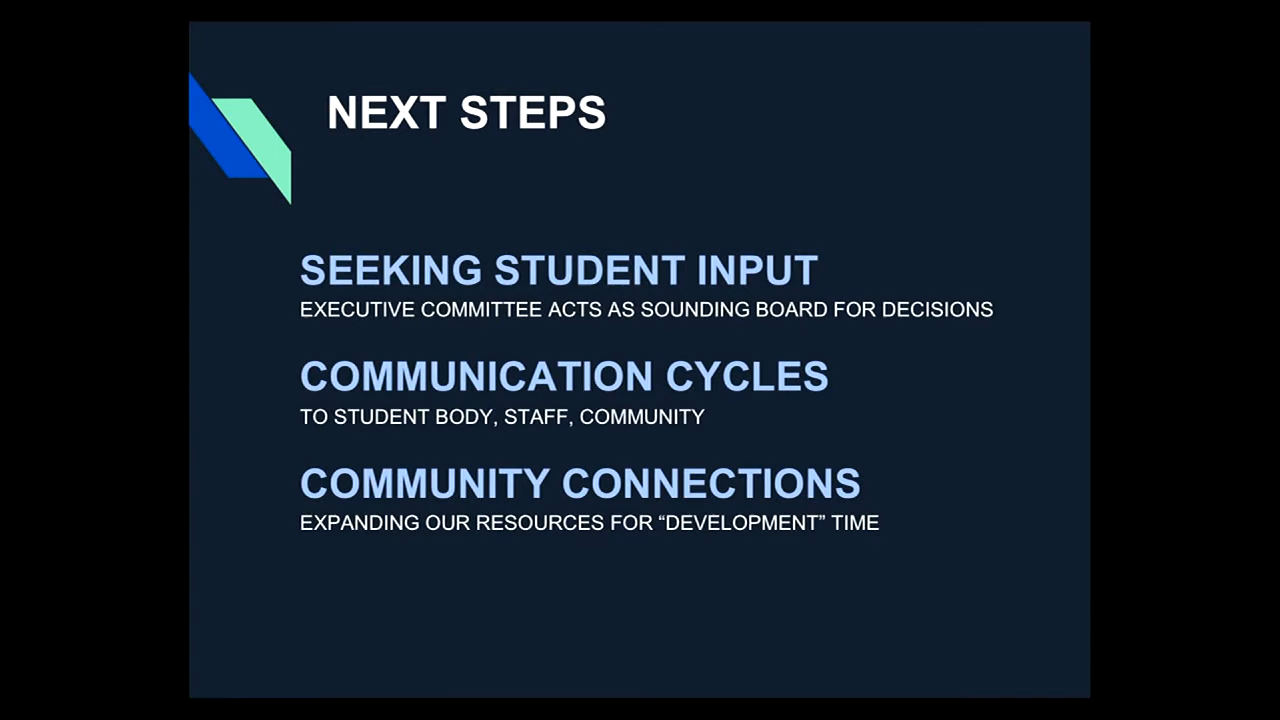 NEXT STEPS
SEEKING STUDENT INPUT
EXECUTIVE COMMITTEE ACTS AS SOUNDING BOARD FOR DECISIONS
COMMUNICATION CYCLES
TO STUDENT BODY, STAFF, COMMUNITY
COMMUNITY CONNECTIONS
EXPANDING OUR RESOURCES FOR “DEVELOPMENT” TIME